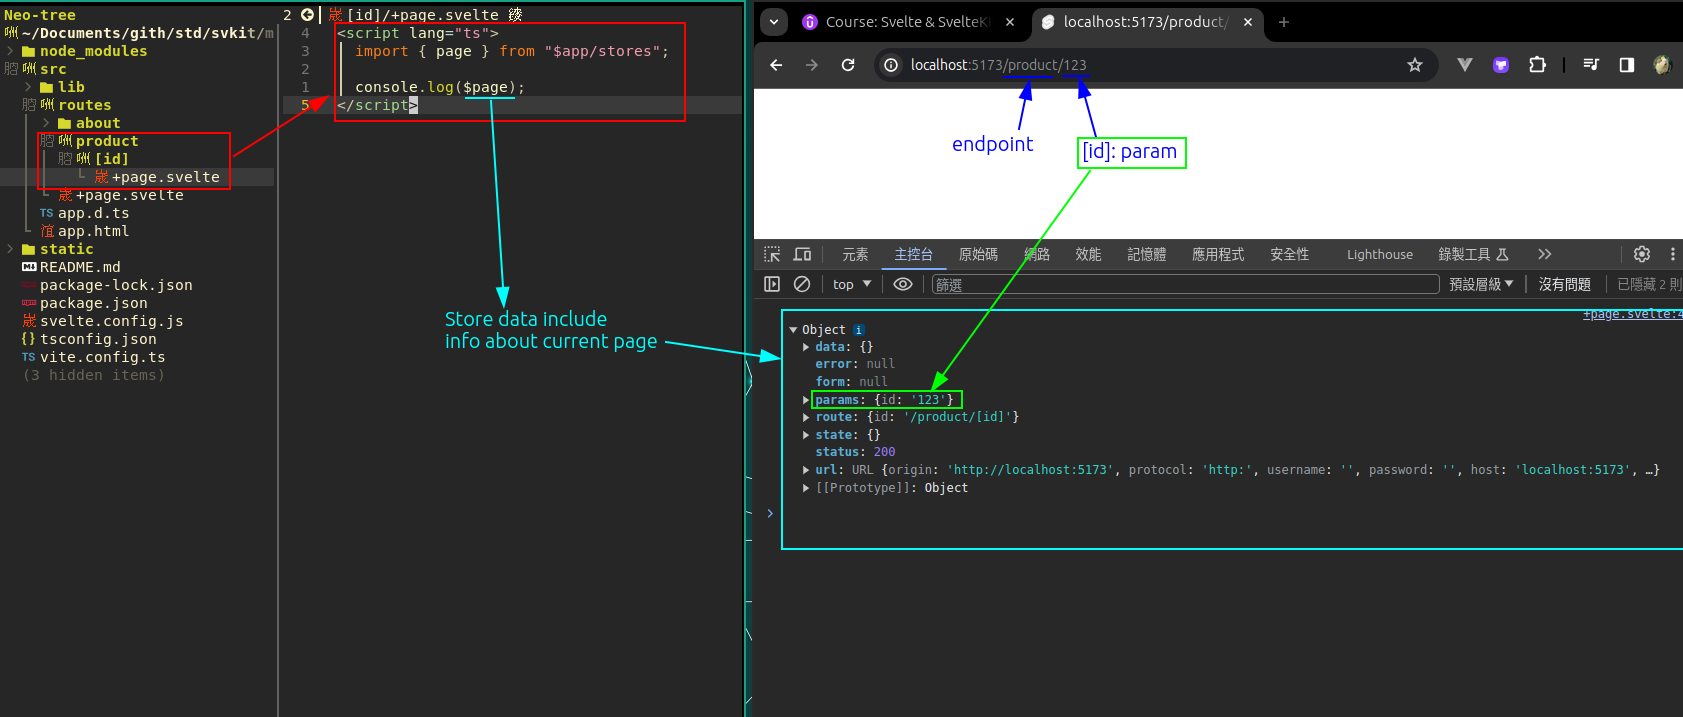 Neo-tree
~/Documents/gith/std/svkit/m
node_modules
src
lib
routes
about
product
[id]
+page.svelte
+page.svelte
TS app.d.ts
app.html
static
README.md
package-lock.json
package.json
svelte.config.js
{} tsconfig.json
TS vite.config.ts
(3 hidden items)
2 [id]/+page.svelte
4 <script lang="ts">
3 import { page } from "$app/stores";
2
1 console.log($page);
5 </script>
Store data include
info about current page
Course: Svelte & SvelteKi
localhost:5173/product/
localhost:5173/product/123
endpoint
[id]: param
元素 主控台 原始碼 網路 效能 記憶體 應用程式 安全性 Lighthouse 錄製工具
top 篩選 預設層級 沒有問題 已隱藏 2 則
+page.svelte:4
Object i
data: {}
error: null
form: null
params: {id: '123'}
route: {id: '/product/[id]'}
state: {}
status: 200
url: URL {origin: 'http://localhost:5173', protocol: 'http:', username: '', password: '', host: 'localhost:5173', …}
[[Prototype]]: Object